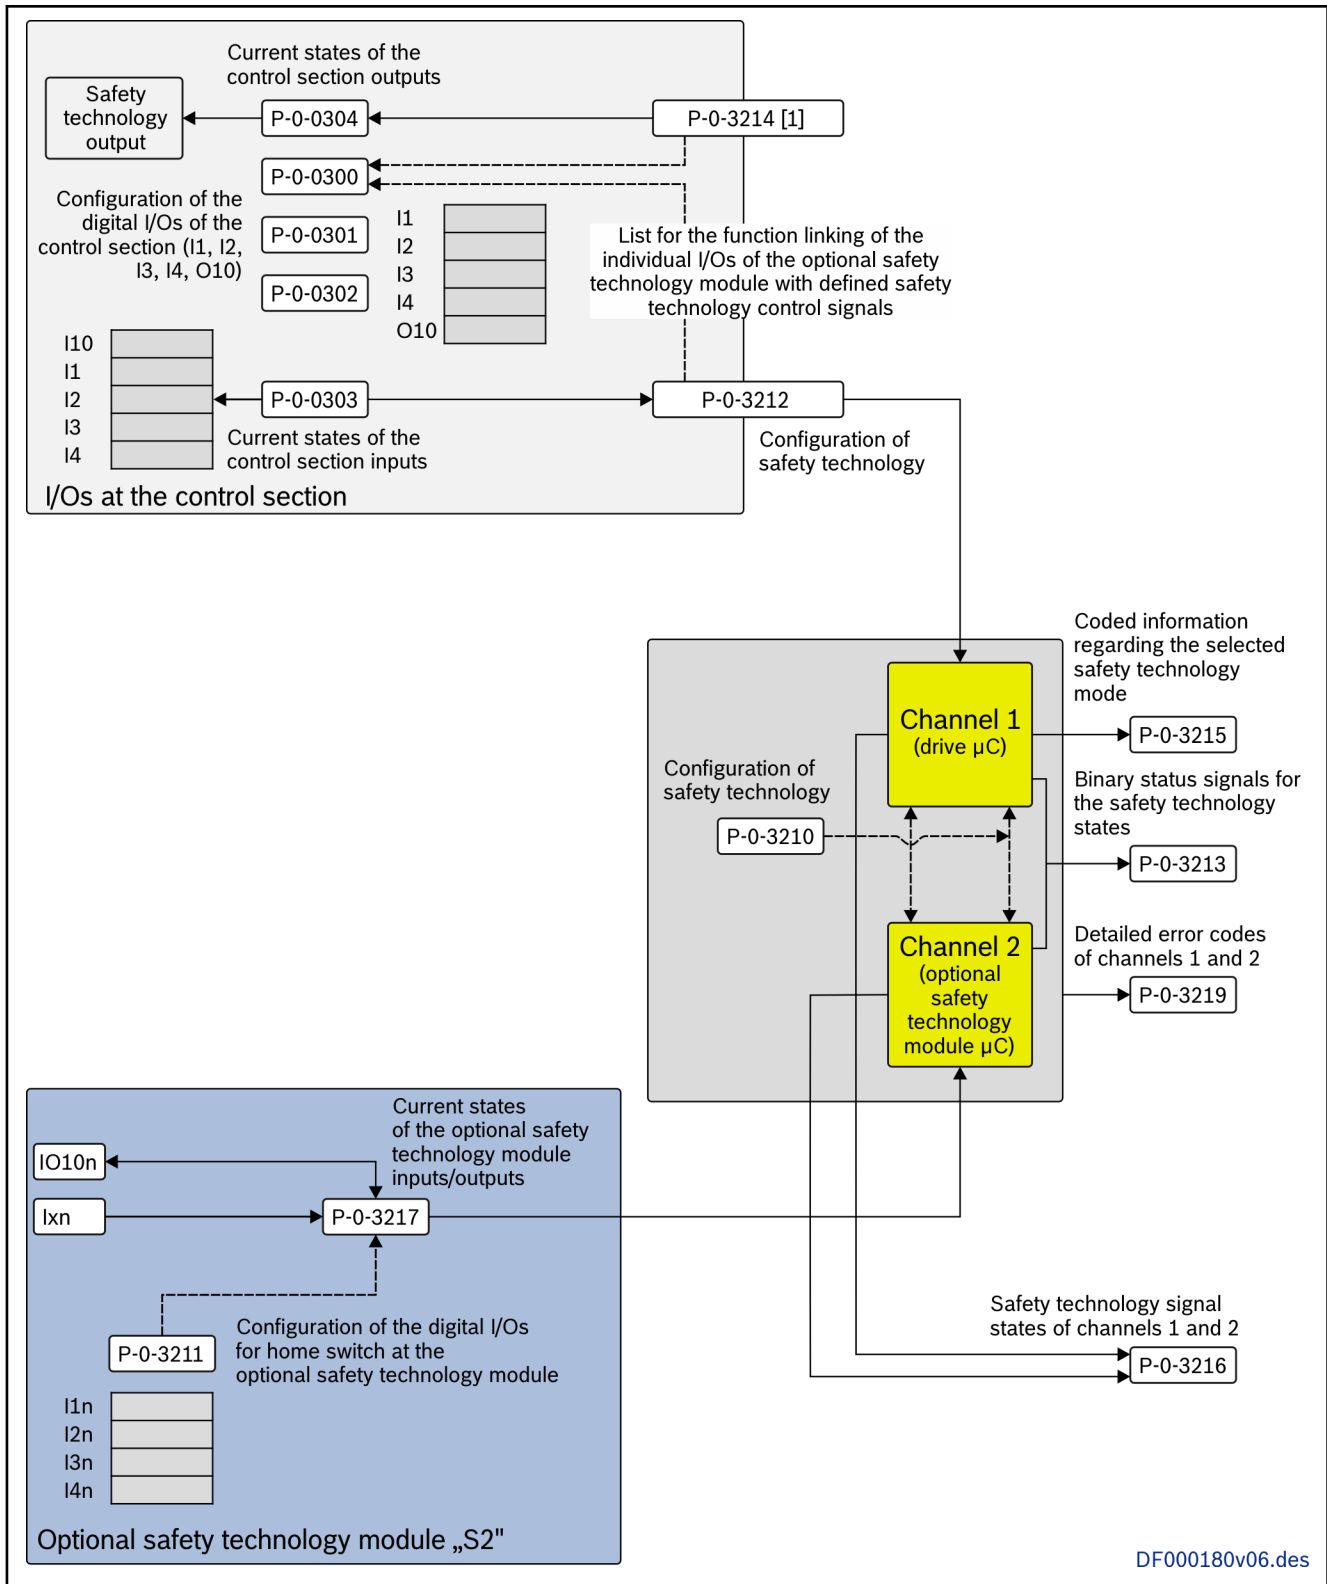 Current states of the
control section outputs
Safety
technology
output
P-0-0304
P-0-3214 [1]
P-0-0300
Configuration of the
digital I/Os of the
control section (I1, I2,
I3, I4, O10)
P-0-0301
P-0-0302
I1
I2
I3
I4
O10
List for the function linking of the
individual I/Os of the optional safety
technology module with defined safety
technology control signals
I10
I1
I2
I3
I4
P-0-0303
P-0-3212
Current states of the
control section inputs
Configuration of
safety technology
I/Os at the control section
Coded information
regarding the selected
safety technology
mode
Channel 1
(drive µC)
P-0-3215
Configuration of
safety technology
P-0-3210
Binary status signals for
the safety technology
states
P-0-3213
Channel 2
(optional
safety
technology
module µC)
Detailed error codes
of channels 1 and 2
P-0-3219
Current states
of the optional safety
technology module
inputs/outputs
IO10n
Ixn
P-0-3217
P-0-3211
Configuration of the digital I/Os
for home switch at the
optional safety technology module
I1n
I2n
I3n
I4n
Optional safety technology module „S2"
Safety technology signal
states of channels 1 and 2
P-0-3216
DF000180v06.des